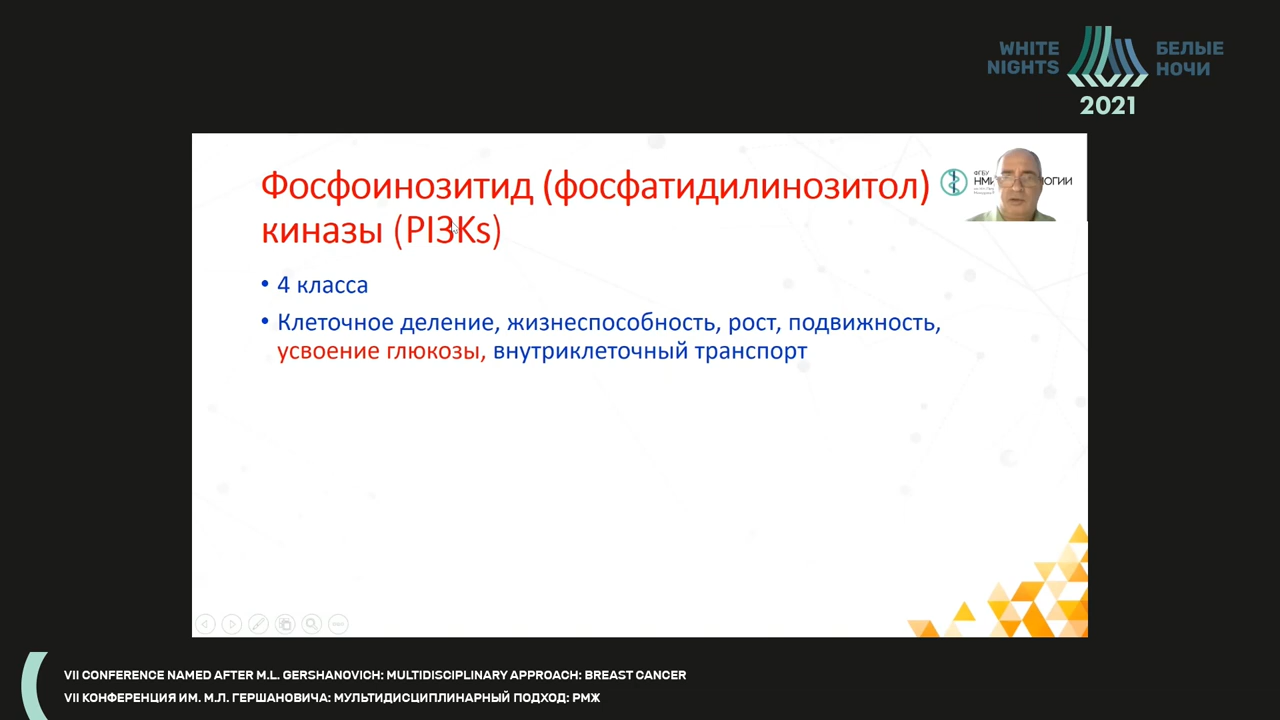 WHITE
NIGHTS
БЕЛЫЕ
НОЧИ
2021
Фосфоинозитид (фосфатидилинозитол)
киназы (PI3Ks)
ФГБУ
• 4 класса
• Клеточное деление, жизнеспособность, рост, подвижность,
усвоение глюкозы, внутриклеточный транспорт
VII CONFERENCE NAMED AFTER M.L. GERSHANOVICH: MULTIDISCIPLINARY APPROACH: BREAST CANCER
VII КОНФЕРЕНЦИЯ ИМ. М.Л. ГЕРШАНОВИЧА: МУЛЬТИДИСЦИПЛИНАРНЫЙ ПОДХОД: РМЖ